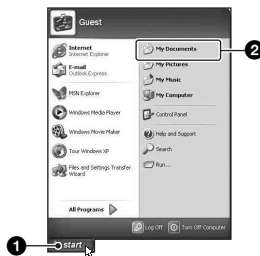 Guest
Internet
Internet Explorer
E-mail
Outlook Express
MSN Explorer
Windows Media Player
Windows Movie Maker
Tour Windows XP
Files and Settings Transfer
Wizard
All Programs
My Documents
2
My Pictures
My Music
My Computer
Control Panel
Help and Support
Search
Run...
Log Off
Turn Off Computer
1
start